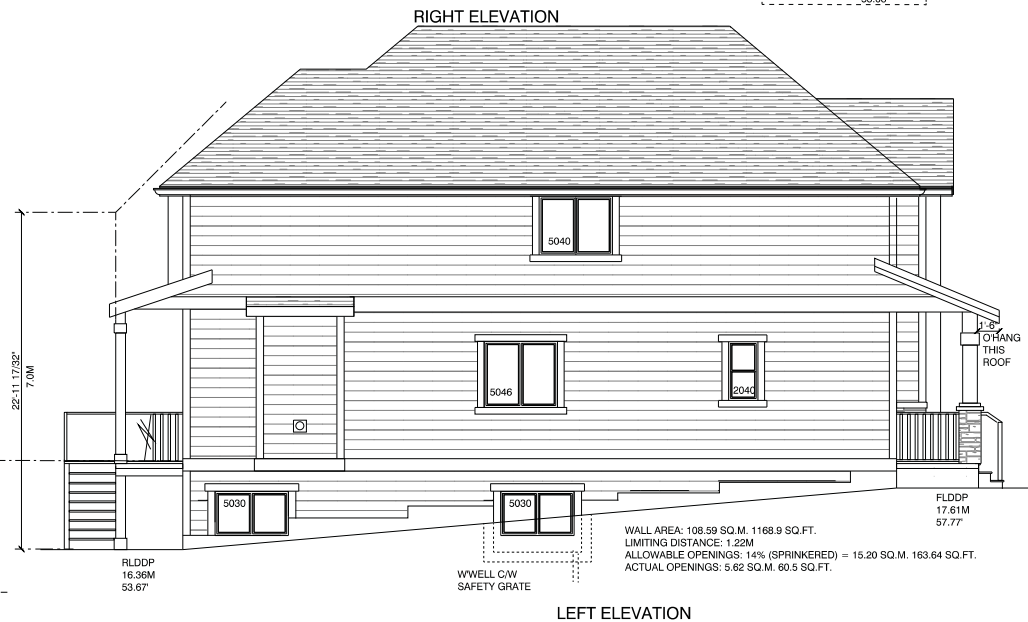 RIGHT ELEVATION
5040
1'-6"
O'HANG
THIS
ROOF
22'-11 17/32"
7.0M
5046
2040
5030
5030
FLDDP
17.61M
57.77'
WALL AREA: 108.59 SQ.M. 1168.9 SQ.FT.
LIMITING DISTANCE: 1.22M
ALLOWABLE OPENINGS: 14% (SPRINKERED) = 15.20 SQ.M. 163.64 SQ.FT.
ACTUAL OPENINGS: 5.62 SQ.M. 60.5 SQ.FT.
RLDDP
16.36M
53.67'
W'WELL C/W
SAFETY GRATE
LEFT ELEVATION